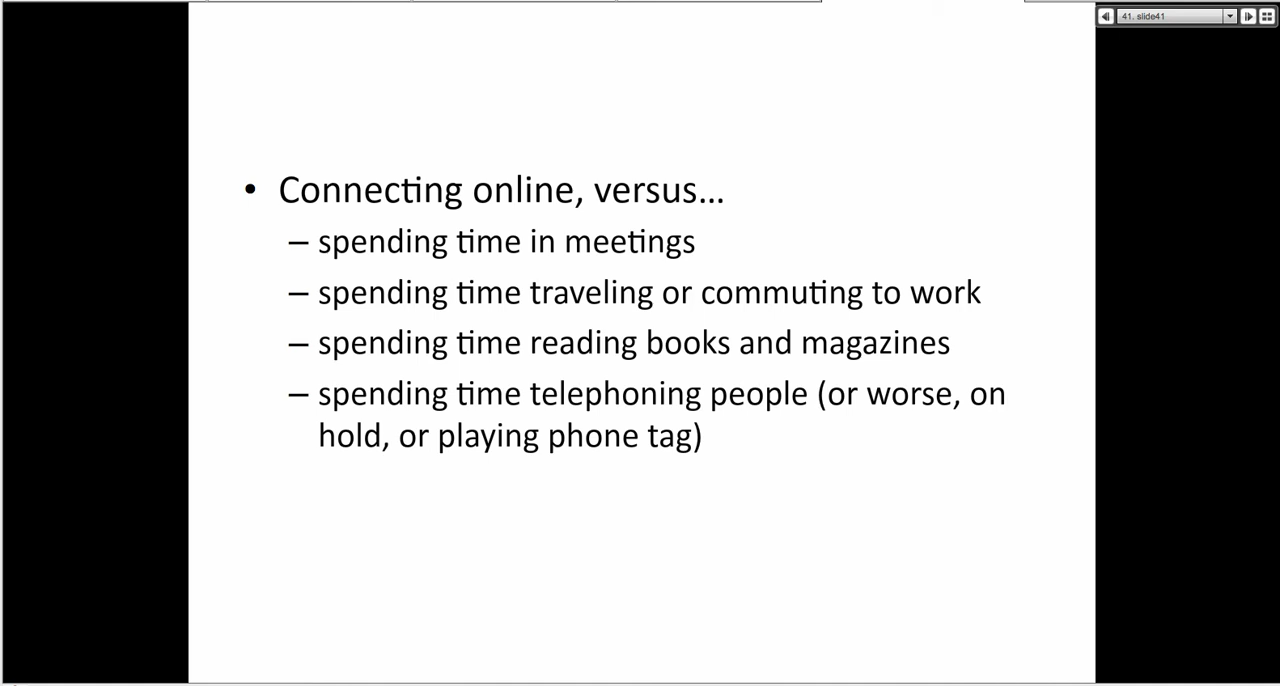 41. slide41
• Connecting online, versus…
– spending time in meetings
– spending time traveling or commuting to work
– spending time reading books and magazines
– spending time telephoning people (or worse, on
hold, or playing phone tag)